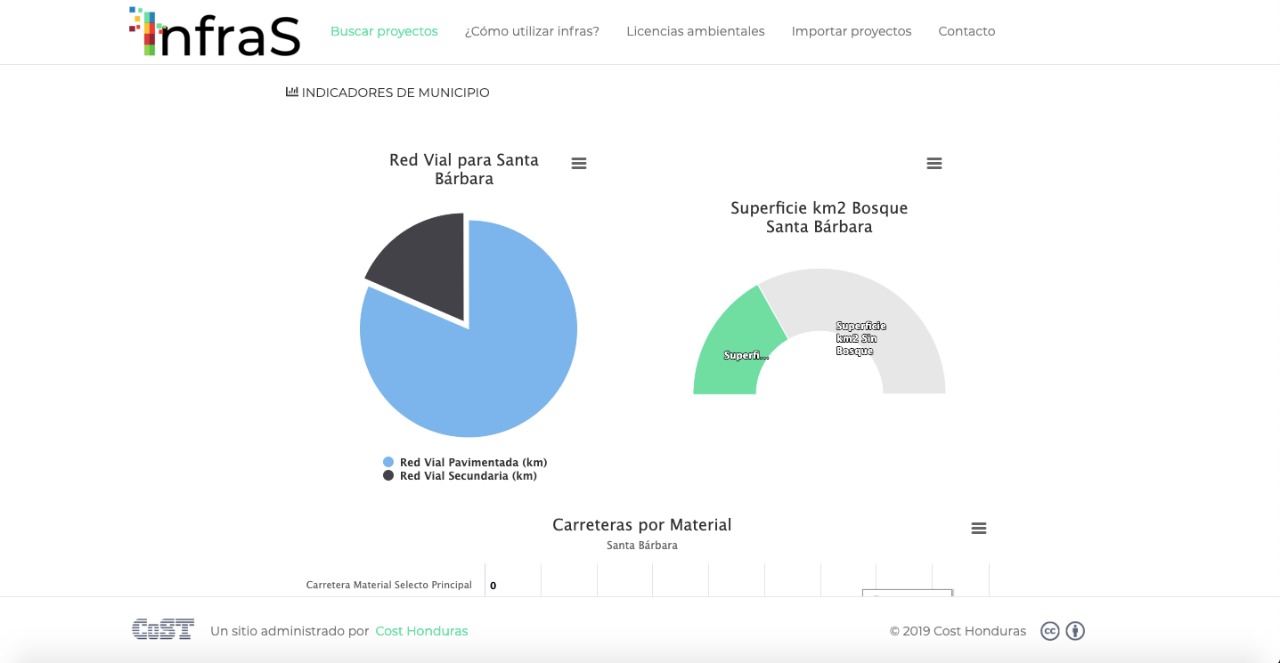 infraS
Buscar proyectos ¿Cómo utilizar infras? Licencias ambientales Importar proyectos Contacto
INDICADORES DE MUNICIPIO
Red Vial para Santa
Bárbara
Superficie km2 Bosque
Santa Bárbara
Superficie
km2 Sin
Bosque
Superfi...
Red Vial Pavimentada (km)
Red Vial Secundaria (km)
Carreteras por Material
Santa Bárbara
Carretera Material Selecto Principal 0
CoST Un sitio administrado por Cost Honduras © 2019 Cost Honduras cc